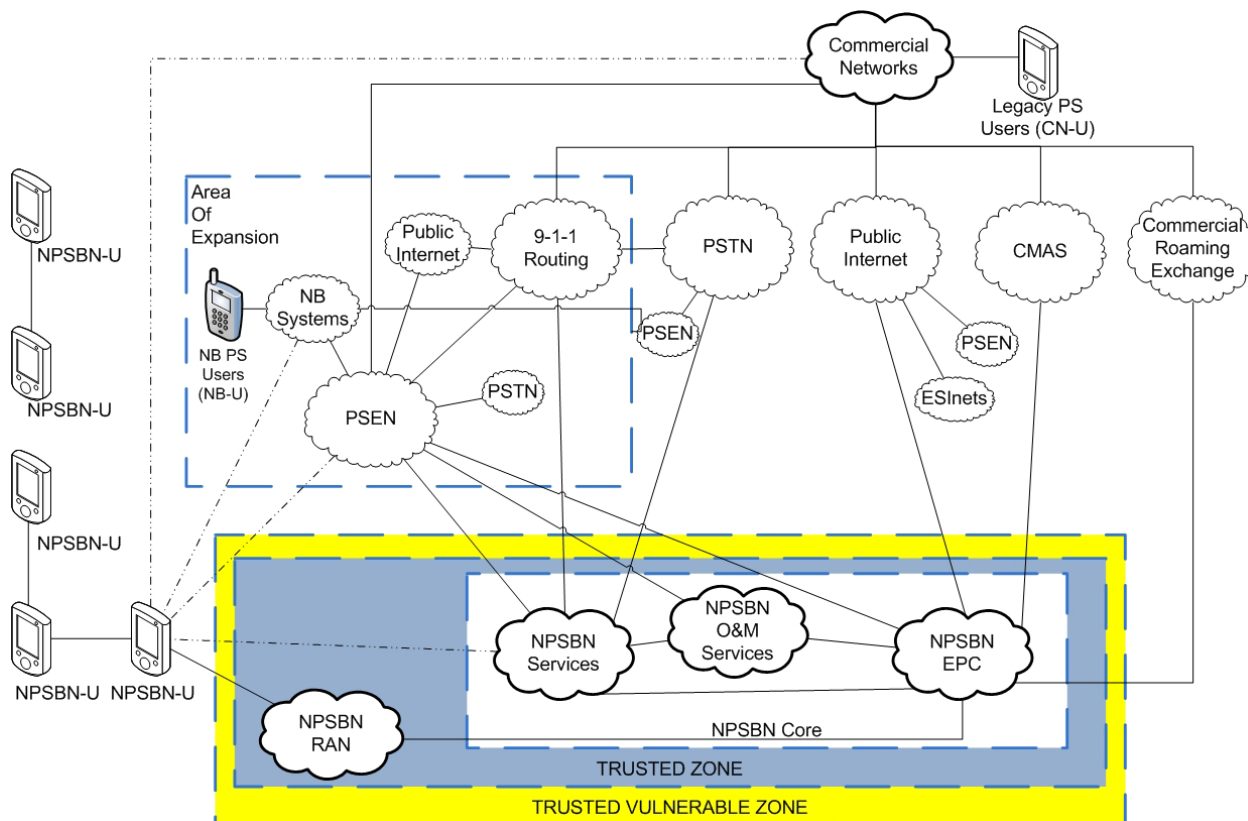 Commercial
Networks
Legacy PS
Users (CN-U)
NPSBN-U
NPSBN-U
NPSBN-U
NPSBN-U
NPSBN-U
Area
Of
Expansion
Public
Internet
9-1-1
Routing
PSTN
Public
Internet
CMAS
Commercial
Roaming
Exchange
NB PS
Users
(NB-U)
NB
Systems
PSEN
PSEN
PSTN
PSEN
ESInets
NPSBN
Services
NPSBN
O&M
Services
NPSBN
EPC
NPSBN
RAN
NPSBN Core
TRUSTED ZONE
TRUSTED VULNERABLE ZONE